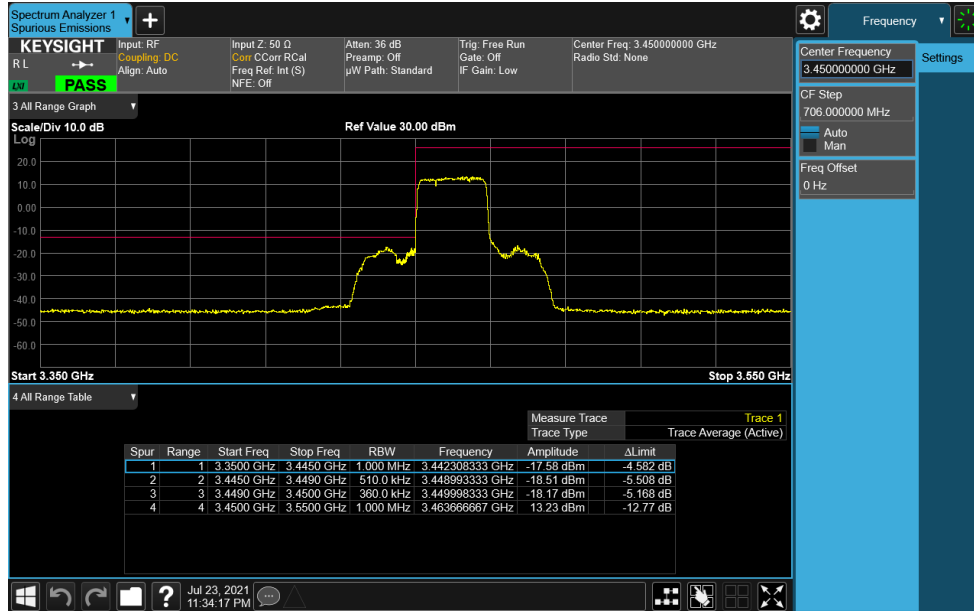 Spectrum Analyzer 1
Spurious Emissions
Frequency
KEYSIGHT
RL
LXI
PASS
Input: RF
Coupling: DC
Align: Auto
Input Z: 50 Ω
Corr CCorr RCal
Freq Ref: Int (S)
NFE: Off
Atten: 36 dB
Preamp: Off
µW Path: Standard
Trig: Free Run
Gate: Off
IF Gain: Low
Center Freq: 3.450000000 GHz
Radio Std: None
Center Frequency
3.450000000 GHz
Settings
CF Step
706.000000 MHz
Auto
Man
Freq Offset
0 Hz
3 All Range Graph
Scale/Div 10.0 dB
Ref Value 30.00 dBm
Log
20.0
10.0
0.00
-10.0
-20.0
-30.0
-40.0
-50.0
-60.0
Start 3.350 GHz
Stop 3.550 GHz
4 All Range Table
Measure Trace Trace 1
Trace Type Trace Average (Active)
Spur Range Start Freq Stop Freq RBW Frequency Amplitude ΔLimit
1 1 3.3500 GHz 3.4450 GHz 1.000 MHz 3.442308333 GHz -17.58 dBm -4.582 dB
2 2 3.4450 GHz 3.4490 GHz 510.0 kHz 3.448993333 GHz -18.51 dBm -5.508 dB
3 3 3.4490 GHz 3.4500 GHz 360.0 kHz 3.449998333 GHz -18.17 dBm -5.168 dB
4 4 3.4500 GHz 3.5500 GHz 1.000 MHz 3.463666667 GHz 13.23 dBm -12.77 dB
?
Jul 23, 2021
11:34:17 PM